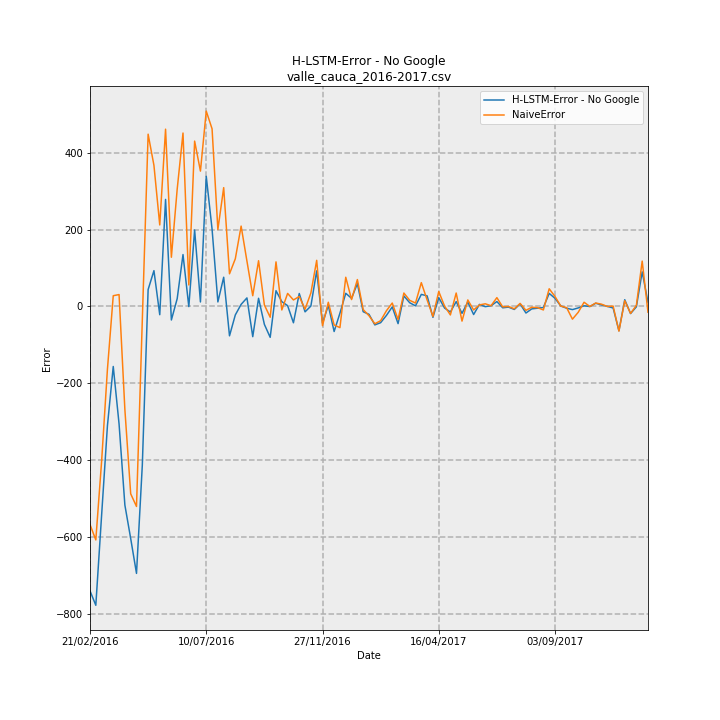 H-LSTM-Error - No Google
valle_cauca_2016-2017.csv
H-LSTM-Error - No Google
NaiveError
400
200
0
−200
−400
−600
−800
Error
21/02/2016
10/07/2016
27/11/2016
16/04/2017
03/09/2017
Date